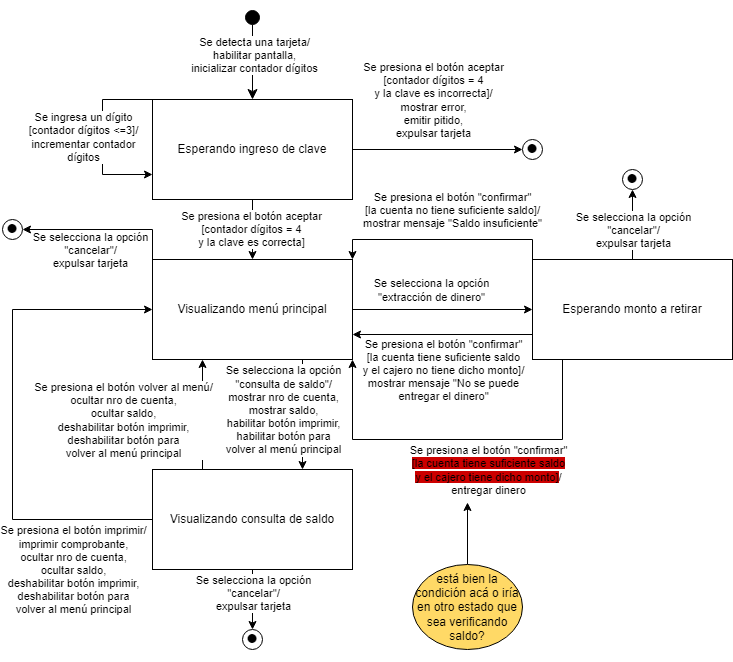 Se detecta una tarjeta/
habilitar pantalla,
inicializar contador dígitos
Se presiona el botón aceptar
[contador dígitos = 4
y la clave es incorrecta]/
mostrar error,
emitir pitido,
expulsar tarjeta
Se ingresa un dígito
[contador dígitos <=3]/
incrementar contador
dígitos
Esperando ingreso de clave
Se presiona el botón aceptar
[contador dígitos = 4
y la clave es correcta]
Se presiona el botón "confirmar"
[la cuenta no tiene suficiente saldo]/
mostrar mensaje "Saldo insuficiente"
Se selecciona la opción
"cancelar"/
expulsar tarjeta
Se selecciona la opción
"cancelar"/
expulsar tarjeta
Visualizando menú principal
Se selecciona la opción
"extracción de dinero"
Esperando monto a retirar
Se presiona el botón "confirmar"
[la cuenta tiene suficiente saldo
y el cajero no tiene dicho monto]/
mostrar mensaje "No se puede
entregar el dinero"
Se presiona el botón volver al menú/
ocultar nro de cuenta,
ocultar saldo,
deshabilitar botón imprimir,
deshabilitar botón para
volver al menú principal
Se selecciona la opción
"consulta de saldo"/
mostrar nro de cuenta,
mostrar saldo,
habilitar botón imprimir,
habilitar botón para
volver al menú principal
Se presiona el botón "confirmar"
[la cuenta tiene suficiente saldo
y el cajero tiene dicho monto]/
entregar dinero
Visualizando consulta de saldo
Se presiona el botón imprimir/
imprimir comprobante,
ocultar nro de cuenta,
ocultar saldo,
deshabilitar botón imprimir,
deshabilitar botón para
volver al menú principal
Se selecciona la opción
"cancelar"/
expulsar tarjeta
está bien la
condición acá o iría
en otro estado que
sea verificando
saldo?